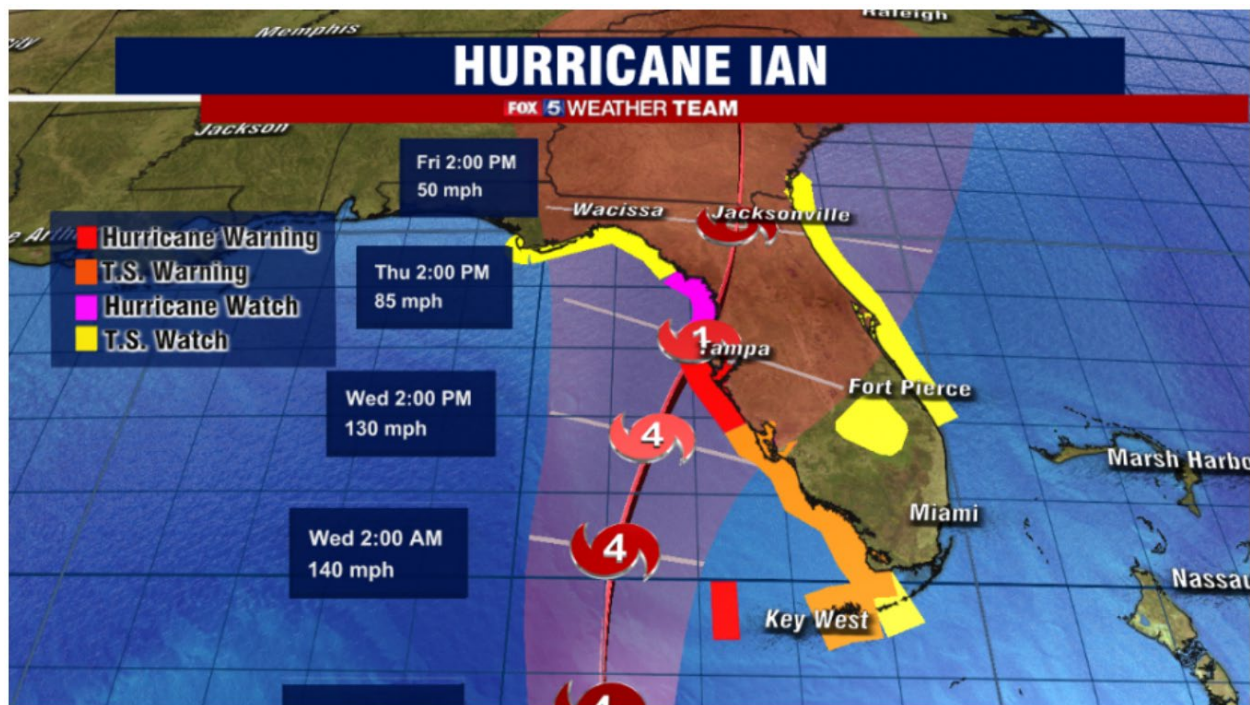 Raleigh
Memphis
HURRICANE IAN
FOX 5 WEATHER TEAM
Jackson
Fri 2:00 PM
50 mph
Wacissa
Jacksonville
Hurricane Warning
T.S. Warning
Hurricane Watch
T.S. Watch
Thu 2:00 PM
85 mph
1
Tampa
Wed 2:00 PM
130 mph
Fort Pierce
4
Marsh Harbo
Miami
Wed 2:00 AM
140 mph
4
Nassau
Key West
4